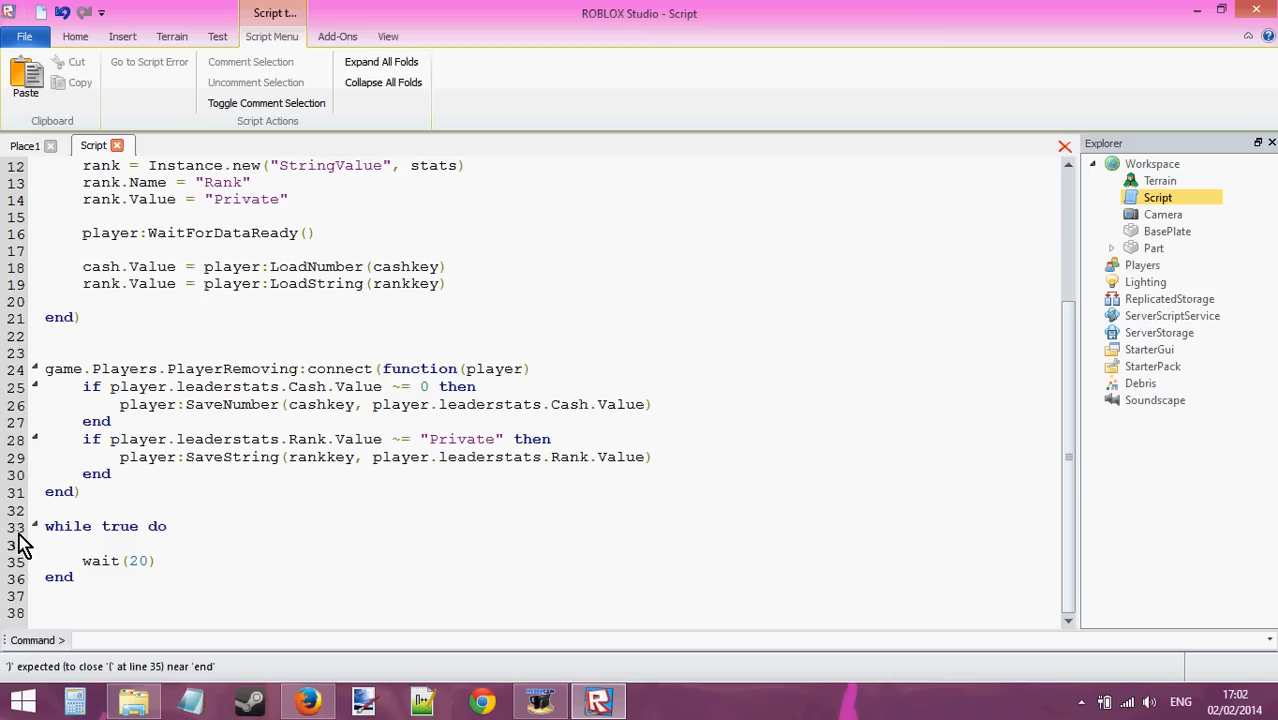 Script t...
ROBLOX Studio - Script
File
Home
Insert
Terrain
Test
Script Menu
Add-Ons
View
Paste
Cut
Copy
Clipboard
Go to Script Error
Comment Selection
Uncomment Selection
Toggle Comment Selection
Script Actions
Expand All Folds
Collapse All Folds
Place1
Script
12 rank = Instance.new("StringValue", stats)
13 rank.Name = "Rank"
14 rank.Value = "Private"
15
16 player:WaitForDataReady()
17
18 cash.Value = player:LoadNumber(cashkey)
19 rank.Value = player:LoadString(rankkey)
20
21 end)
22
23
24 game.Players.PlayerRemoving:connect(function(player)
25 if player.leaderstats.Cash.Value ~= 0 then
26 player:SaveNumber(cashkey, player.leaderstats.Cash.Value)
27 end
28 if player.leaderstats.Rank.Value ~= "Private" then
29 player:SaveString(rankkey, player.leaderstats.Rank.Value)
30 end
31 end)
32
33 while true do
3
35 wait(20)
36 end
37
38
Explorer
Workspace
Terrain
Script
Camera
BasePlate
Part
Players
Lighting
ReplicatedStorage
ServerScriptService
ServerStorage
StarterGui
StarterPack
Debris
Soundscape
Command >
')' expected (to close '(' at line 35) near 'end'
ENG
17:02
02/02/2014